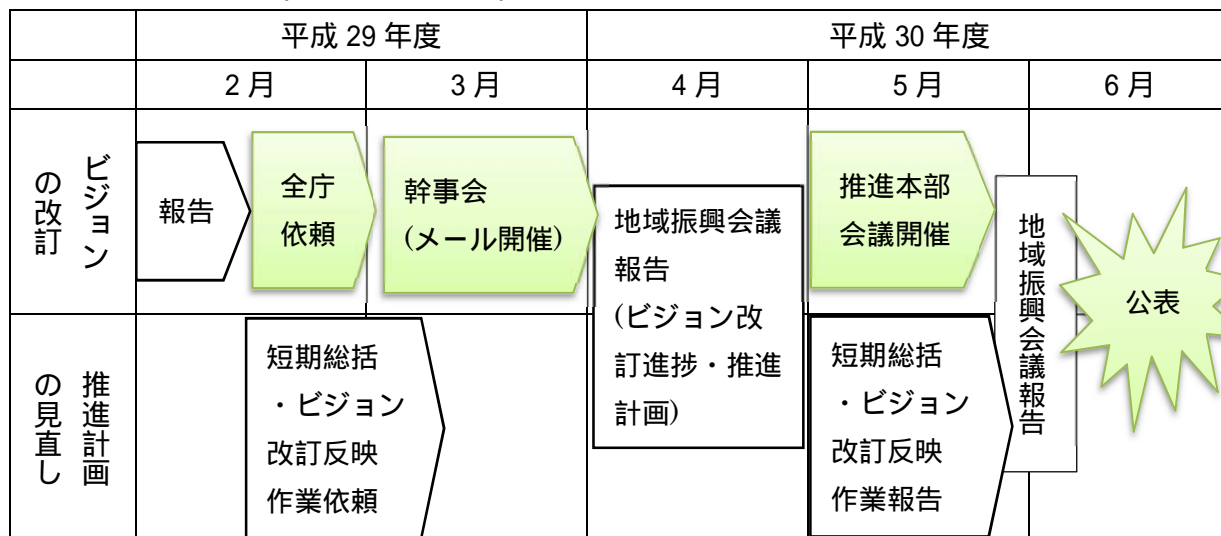 平成 29 年度
平成 30 年度
2 月
3 月
4 月
5 月
6 月
ビジョン
の改訂
報告
全庁
依頼
幹事会
(メール開催)
地域振興会議
報告
(ビジョン改
訂進捗・推進
計画)
推進本部
会議開催
地域振興会議報告
公表
推進計画
の見直し
短期総括
・ビジョン
改訂反映
作業依頼
短期総括
・ビジョン
改訂反映
作業報告